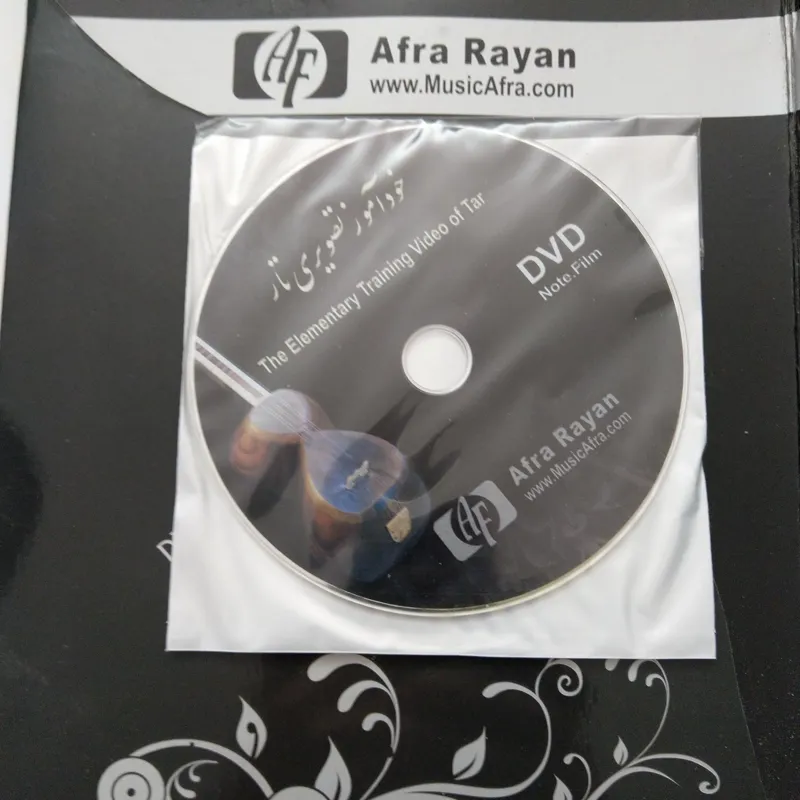 AF
Afra Rayan
www.MusicAfra.com
خودآموز تصویری تار
The Elementary Training Video of Tar
DVD
Note.Film
AF
Afra Rayan
www.MusicAfra.com